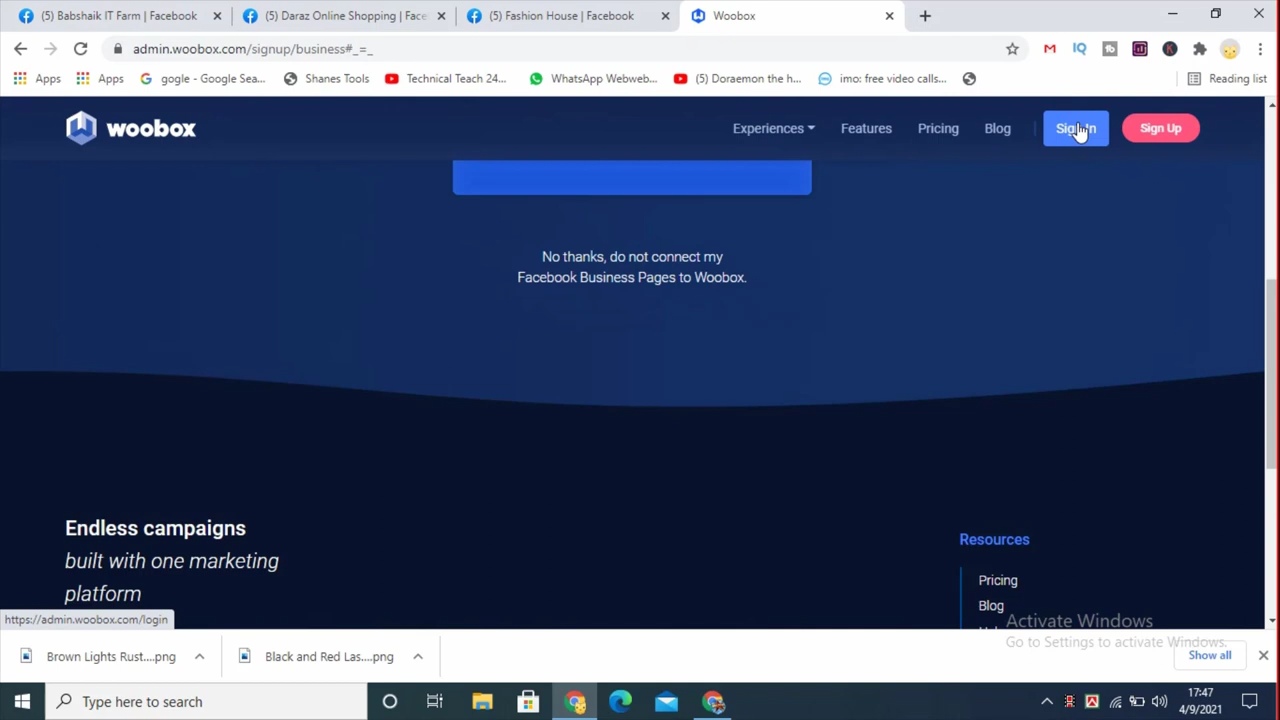 (5) Babshaik IT Farm | Facebook
(5) Daraz Online Shopping | Face
(5) Fashion House | Facebook
Woobox
admin.woobox.com/signup/business#_=_
Apps
Apps
gogle - Google Sea...
Shanes Tools
Technical Teach 24...
WhatsApp Webweb...
(5) Doraemon the h...
imo: free video calls...
Reading list
woobox
Experiences
Features
Pricing
Blog
Sign In
Sign Up
No thanks, do not connect my
Facebook Business Pages to Woobox.
Endless campaigns
built with one marketing
platform
Resources
Pricing
Blog
Activate Windows
Go to Settings to activate Windows.
https://admin.woobox.com/login
Brown Lights Rust....png
Black and Red Las....png
Show all
Type here to search
17:47
4/9/2021